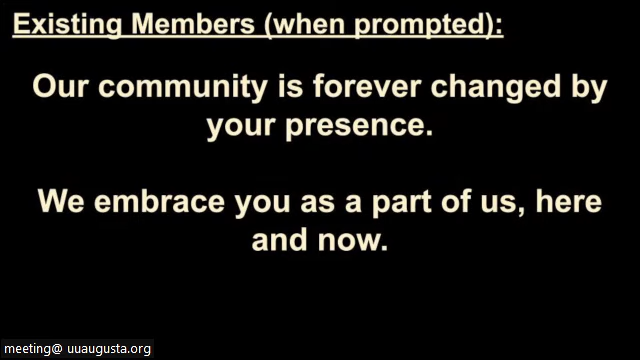 Existing Members (when prompted):
Our community is forever changed by
your presence.
We embrace you as a part of us, here
and now.
meeting@ uuaugusta.org